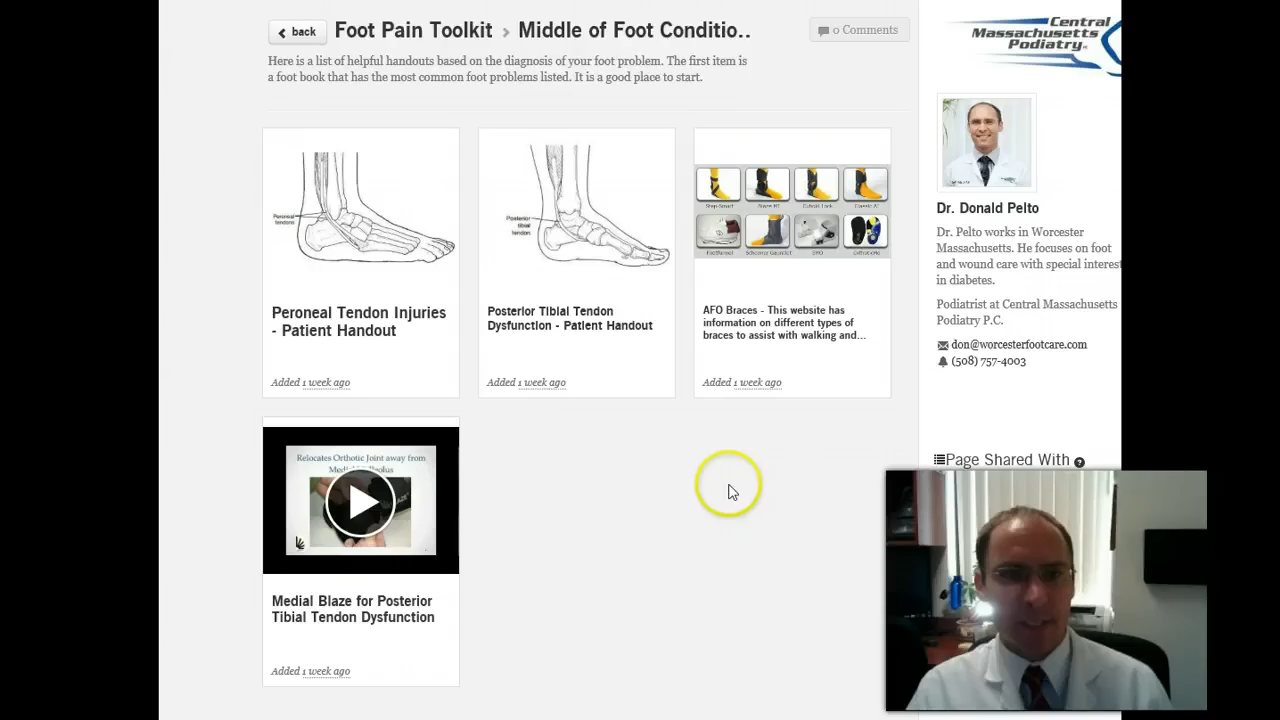 back
Foot Pain Toolkit › Middle of Foot Conditio..
0 Comments
Here is a list of helpful handouts based on the diagnosis of your foot problem. The first item is
a foot book that has the most common foot problems listed. It is a good place to start.
Peroneal
tendons
Peroneal Tendon Injuries
- Patient Handout
Added 1 week ago
Posterior
tibial
tendon
Posterior Tibial Tendon
Dysfunction - Patient Handout
Added 1 week ago
AFO Braces - This website has
information on different types of
braces to assist with walking and...
Added 1 week ago
Relocates Orthotic Joint away from
Medial Blaze for Posterior
Tibial Tendon Dysfunction
Added 1 week ago
Central
Massachusetts
Podiatry
Dr. Donald Pelto
Dr. Pelto works in Worcester
Massachusetts. He focuses on foot
and wound care with special interest
in diabetes.
Podiatrist at Central Massachusetts
Podiatry P.C.
don@worcesterfootcare.com
(508) 757-4003
Page Shared With ?